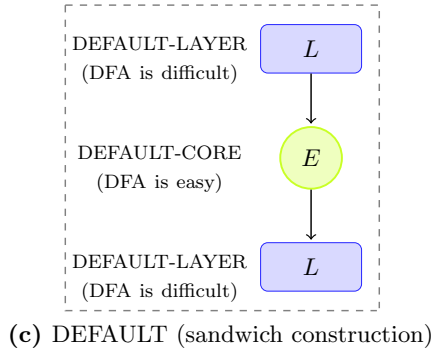 DEFAULT-LAYER
(DFA is difficult)
L
DEFAULT-CORE
(DFA is easy)
E
DEFAULT-LAYER
(DFA is difficult)
L
(c) DEFAULT (sandwich construction)